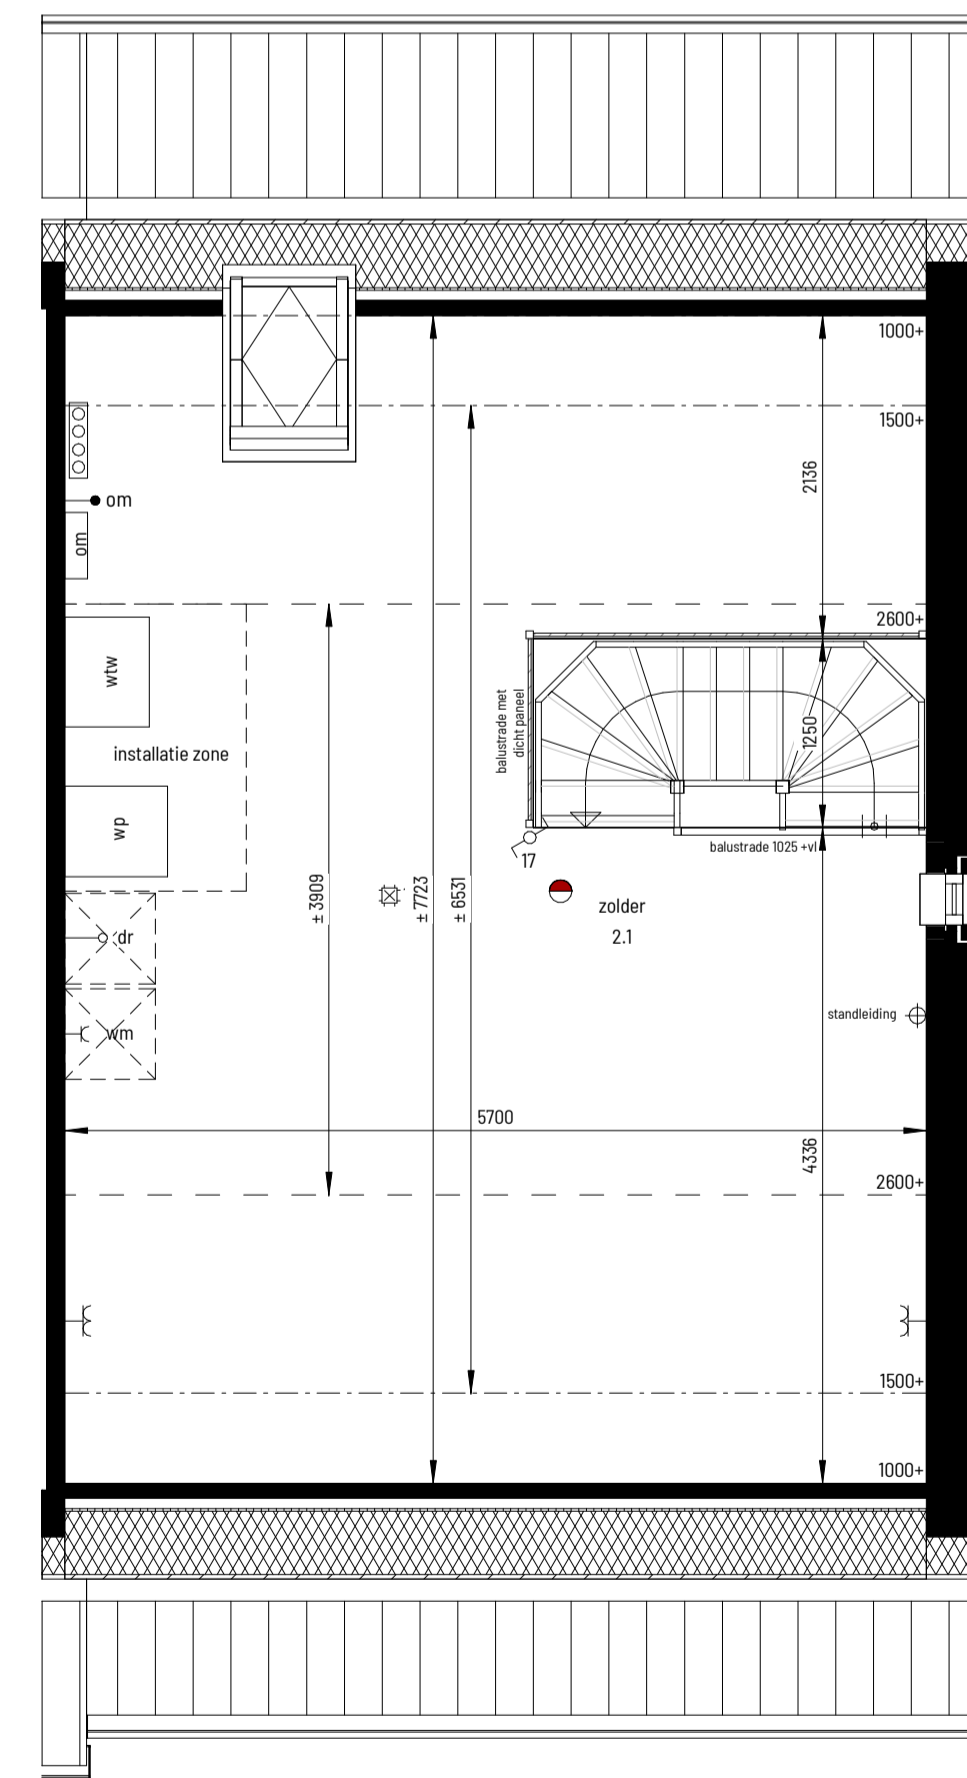 1000+
1500+
2136
om
om
2600+
wtw
balustrade met
dicht paneel
1250
installatie zone
wp
balustrade 1025 +vl
17
± 3909
± 7723
± 6531
zolder
2.1
dr
standleiding
wm
5700
4336
2600+
1500+
1000+